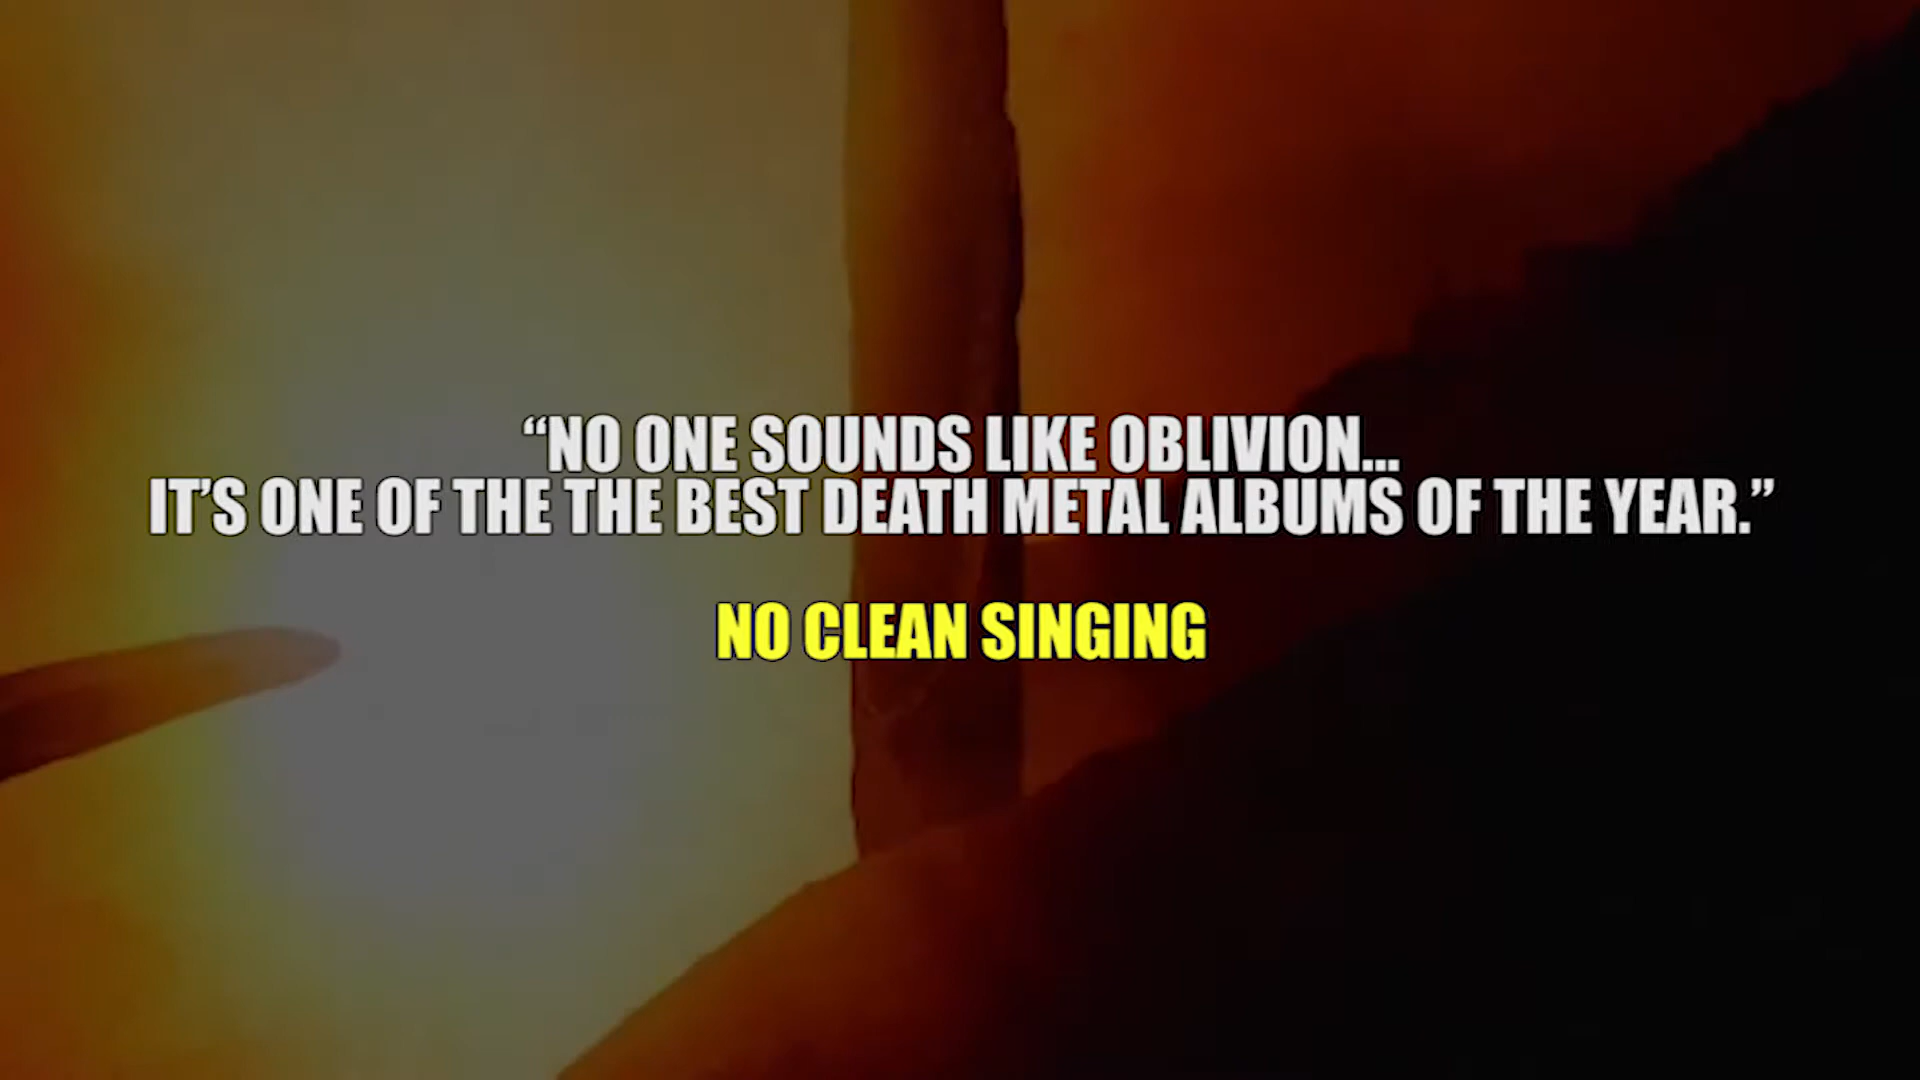 “NO ONE SOUNDS LIKE OBLIVION...
IT’S ONE OF THE THE BEST DEATH METAL ALBUMS OF THE YEAR.”
NO CLEAN SINGING